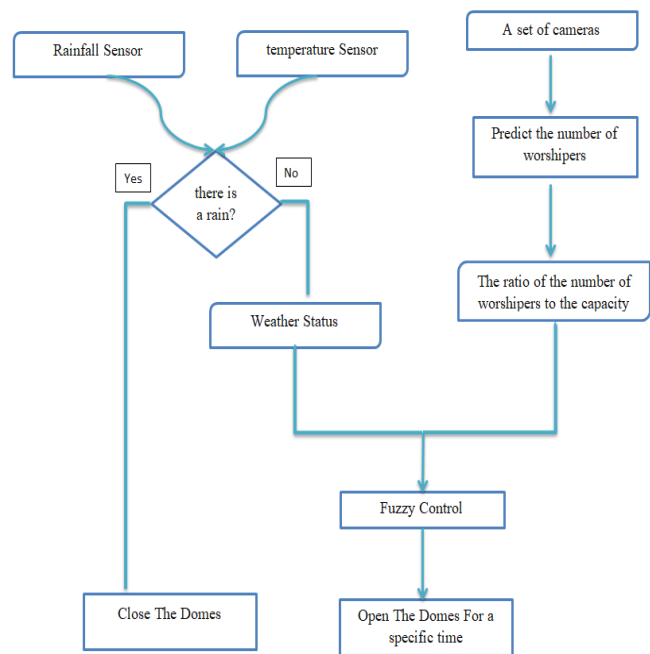 Rainfall Sensor
temperature Sensor
A set of cameras
Predict the number of
worshipers
Yes
No
there is
a rain?
The ratio of the number of
worshipers to the capacity
Weather Status
Fuzzy Control
Close The Domes
Open The Domes For a
specific time